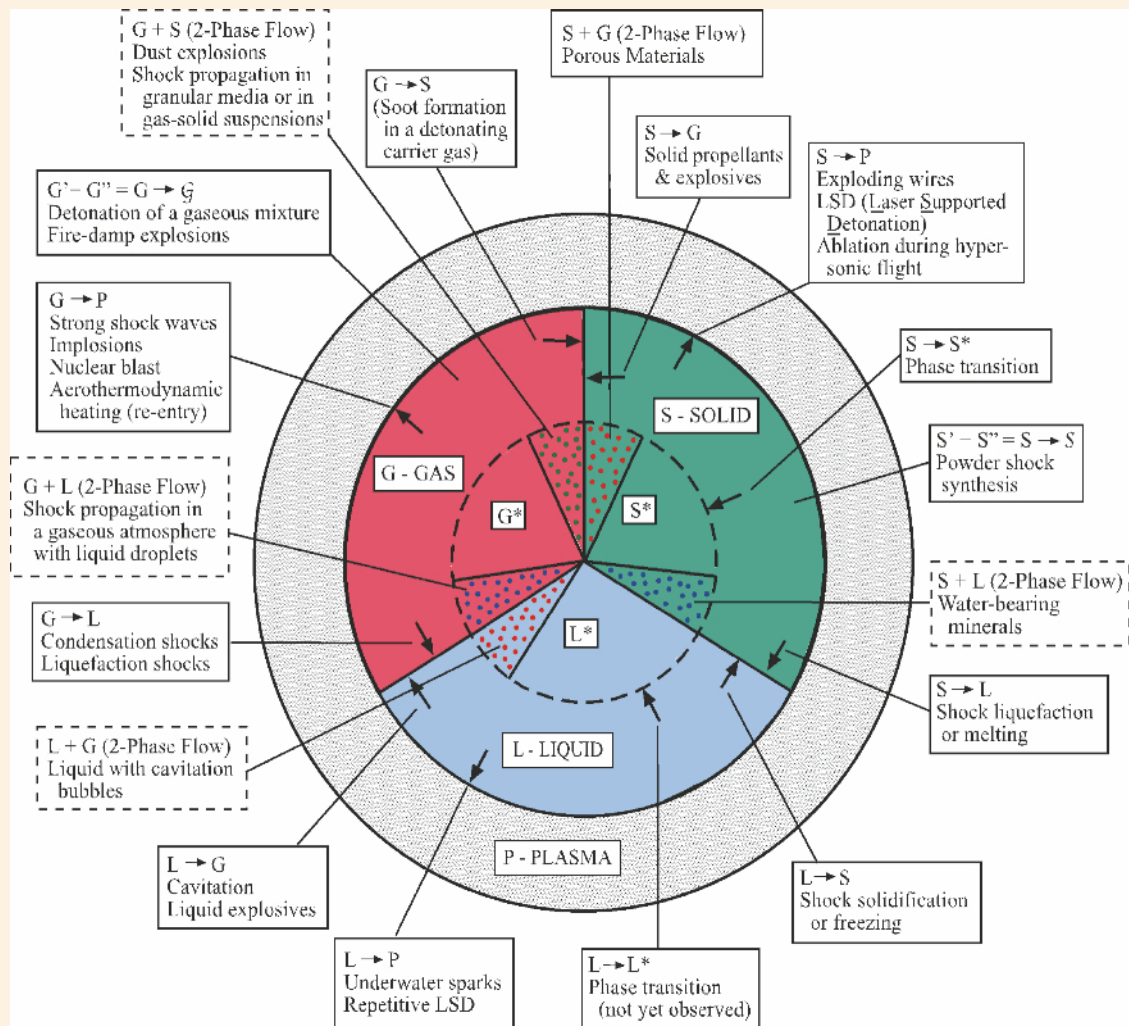 G + S (2-Phase Flow)
Dust explosions
Shock propagation in
granular media or in
gas-solid suspensions
S + G (2-Phase Flow)
Porous Materials
G → S
(Soot formation
in a detonating
carrier gas)
S → G
Solid propellants
& explosives
S → P
Exploding wires
LSD (Laser Supported
Detonation)
Ablation during hyper-
sonic flight
G’ – G” = G → 𝒢
Detonation of a gaseous mixture
Fire-damp explosions
G → P
Strong shock waves
Implosions
Nuclear blast
Aerothermodynamic
heating (re-entry)
S → S*
Phase transition
S - SOLID
S’ – S” = S → 𝑆
Powder shock
synthesis
G - GAS
G + L (2-Phase Flow)
Shock propagation in
a gaseous atmosphere
with liquid droplets
G*
S*
S + L (2-Phase Flow)
Water-bearing
minerals
G → L
Condensation shocks
Liquefaction shocks
L*
S → L
Shock liquefaction
or melting
L + G (2-Phase Flow)
Liquid with cavitation
bubbles
L - LIQUID
P - PLASMA
L → G
Cavitation
Liquid explosives
L → S
Shock solidification
or freezing
L → P
Underwater sparks
Repetitive LSD
L → L*
Phase transition
(not yet observed)